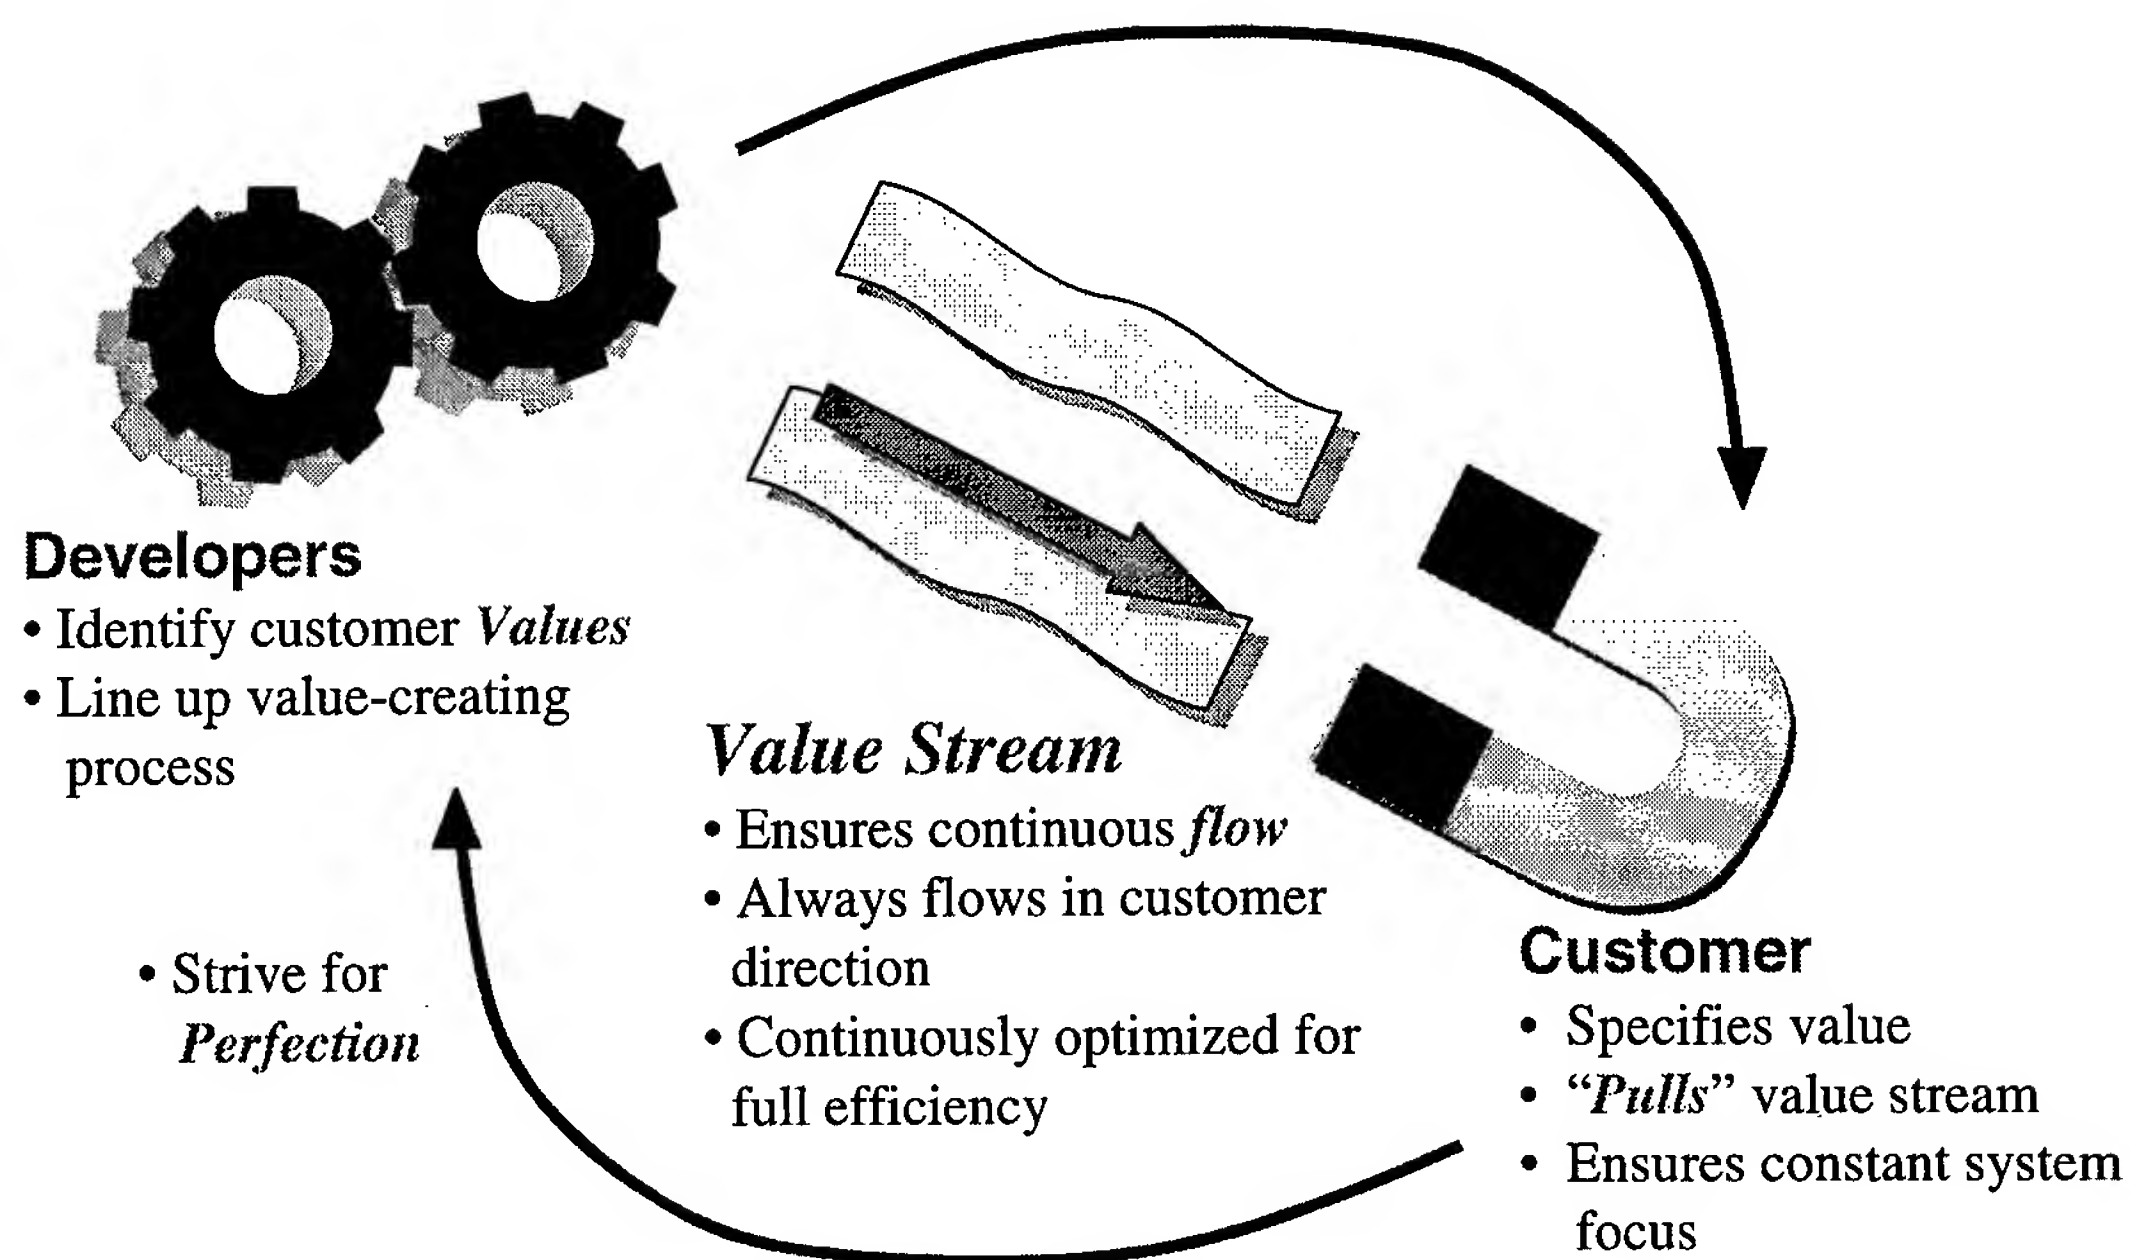 Developers
• Identify customer Values
• Line up value-creating
process
• Strive for
Perfection
Value Stream
• Ensures continuous flow
• Always flows in customer
direction
• Continuously optimized for
full efficiency
Customer
• Specifies value
• “Pulls” value stream
• Ensures constant system
focus